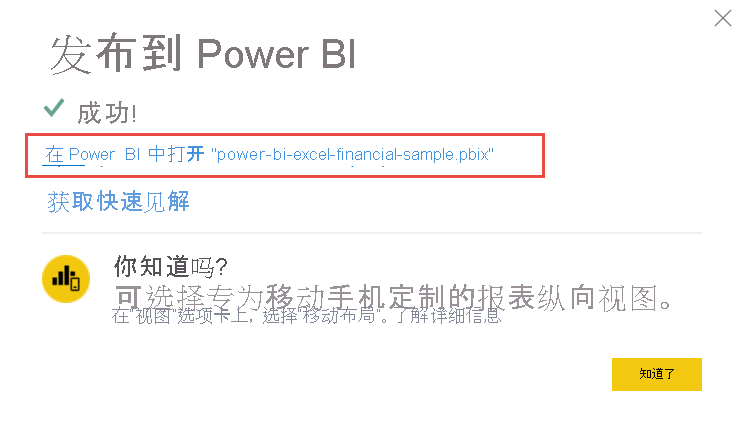 发布到 Power BI
成功!
在 Power BI 中打开 "power-bi-excel-financial-sample.pbix"
获取快速见解
你知道吗?
可选择专为移动手机定制的报表纵向视图。
在"视图"选项卡上, 选择"移动布局"。了解详细信息
知道了